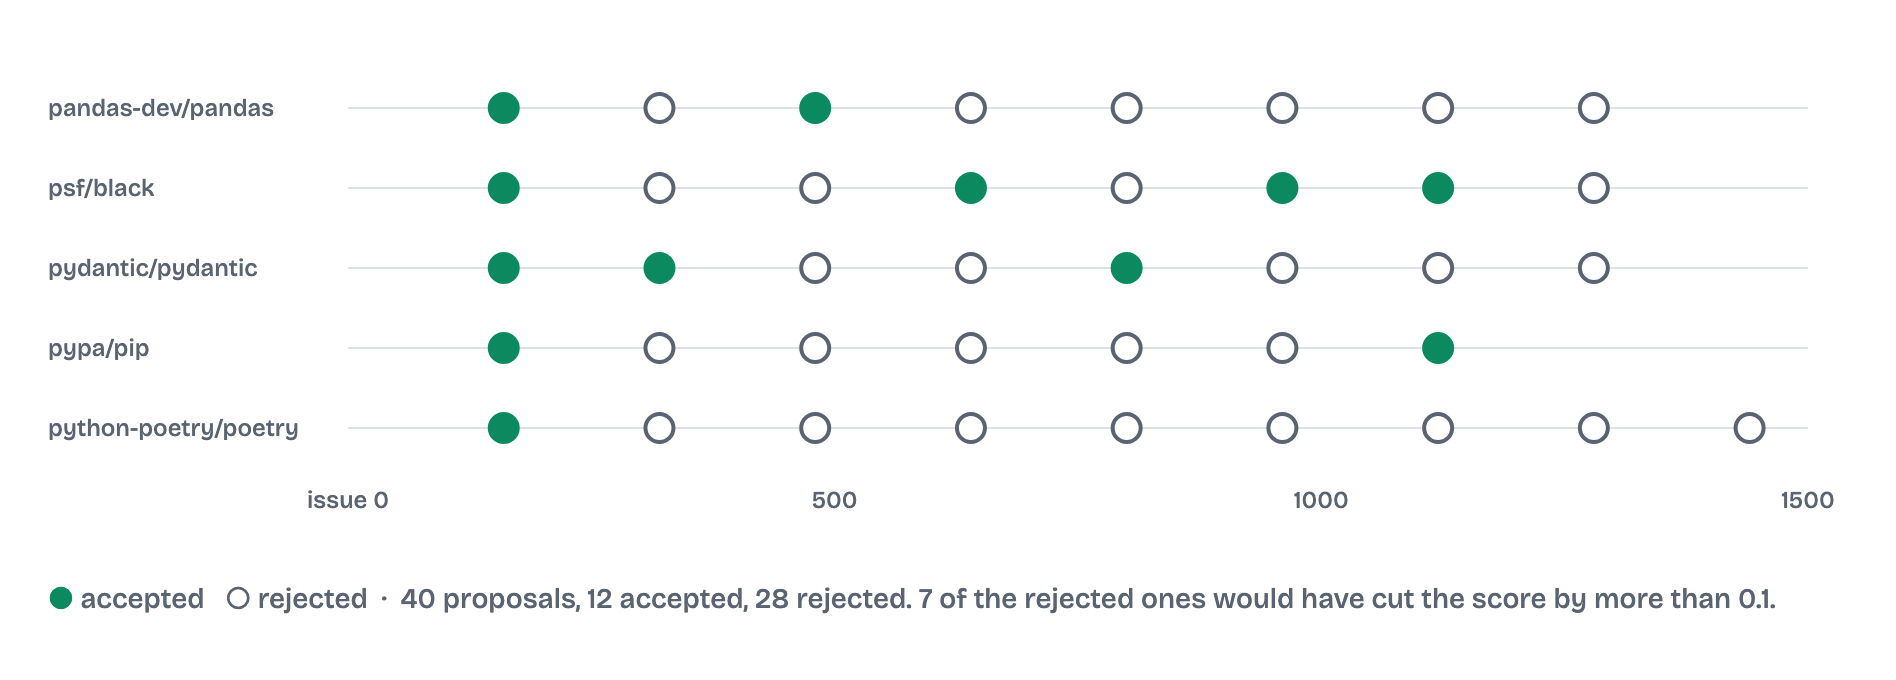 pandas-dev/pandas
psf/black
pydantic/pydantic
pypa/pip
python-poetry/poetry
issue 0 500 1000 1500
accepted rejected · 40 proposals, 12 accepted, 28 rejected. 7 of the rejected ones would have cut the score by more than 0.1.